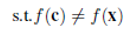 s.t. f(c) ≠ f(x)